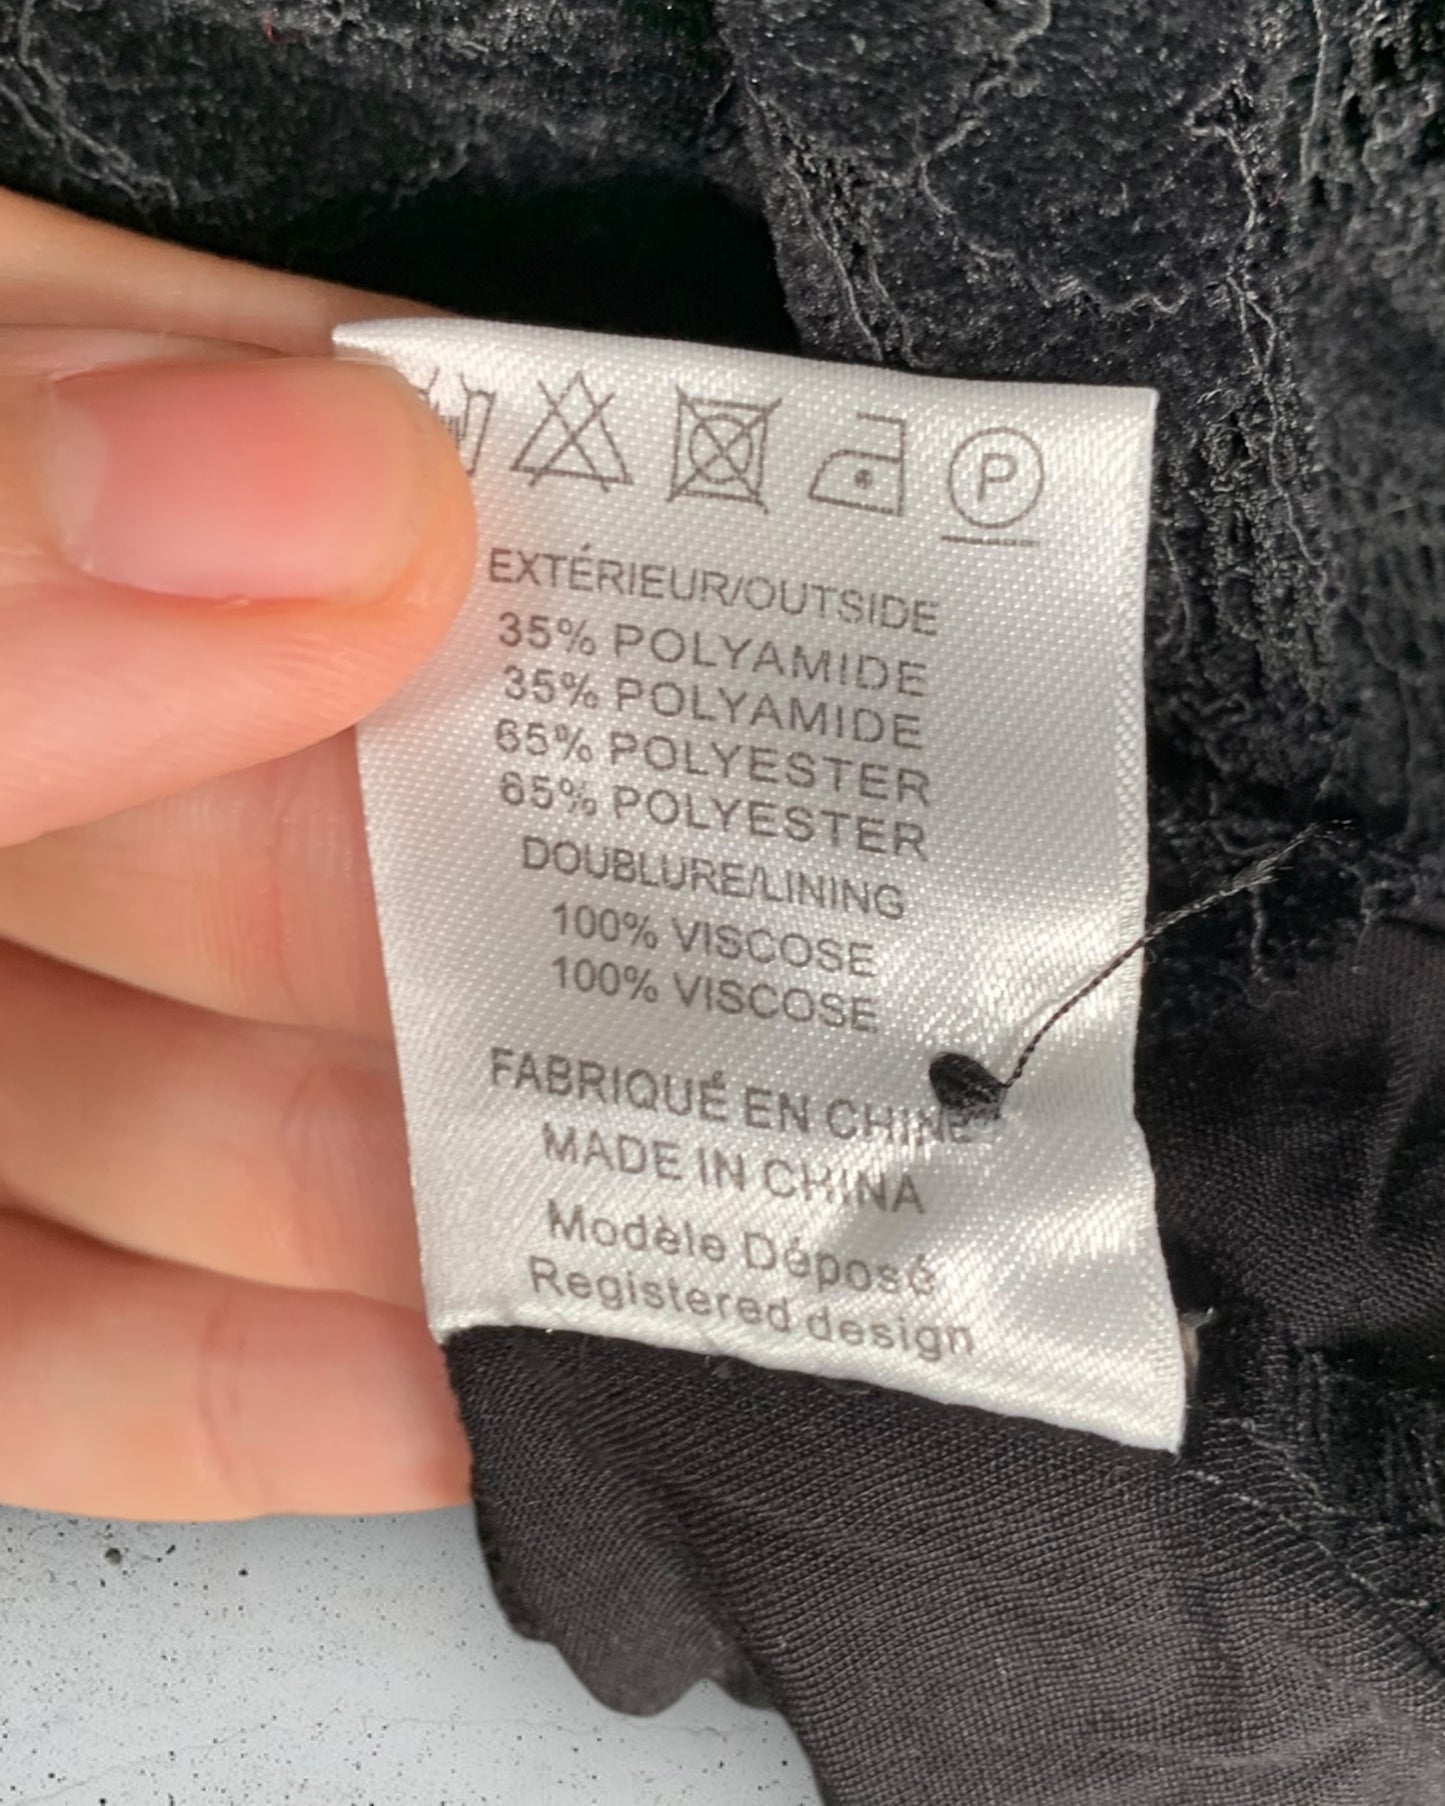 P
EXTÉRIEUR/OUTSIDE
35% POLYAMIDE
35% POLYAMIDE
65% POLYESTER
65% POLYESTER
DOUBLURE/LINING
100% VISCOSE
100% VISCOSE
FABRIQUÉ EN CHINE
MADE IN CHINA
Modèle Déposé
Registered design